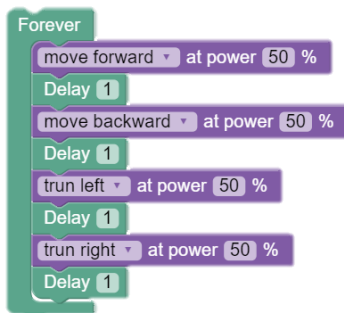 Forever
move forward at power 50 %
Delay 1
move backward at power 50 %
Delay 1
trun left at power 50 %
Delay 1
trun right at power 50 %
Delay 1